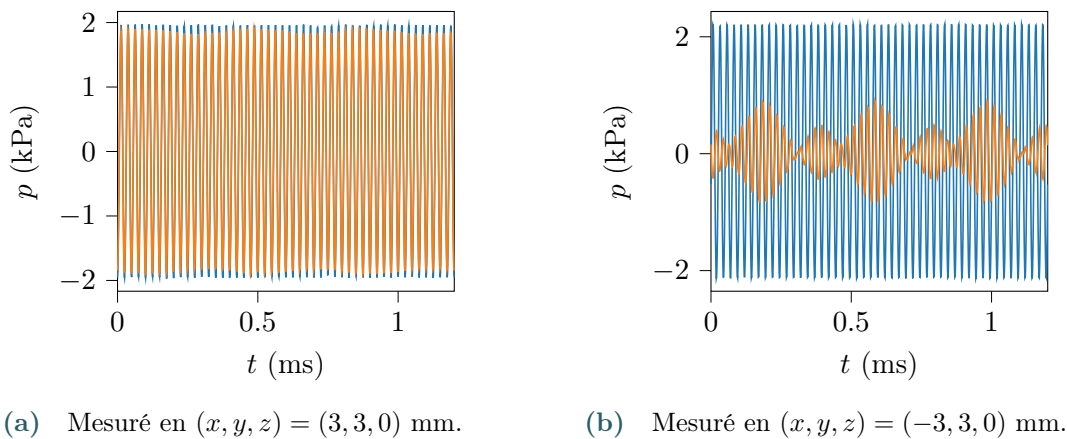 2
1
0
−1
−2
p (kPa)
0
0.5
1
t (ms)
(a) Mesuré en (x, y, z) = (3, 3, 0) mm.
2
0
−2
p (kPa)
0
0.5
1
t (ms)
(b) Mesuré en (x, y, z) = (−3, 3, 0) mm.